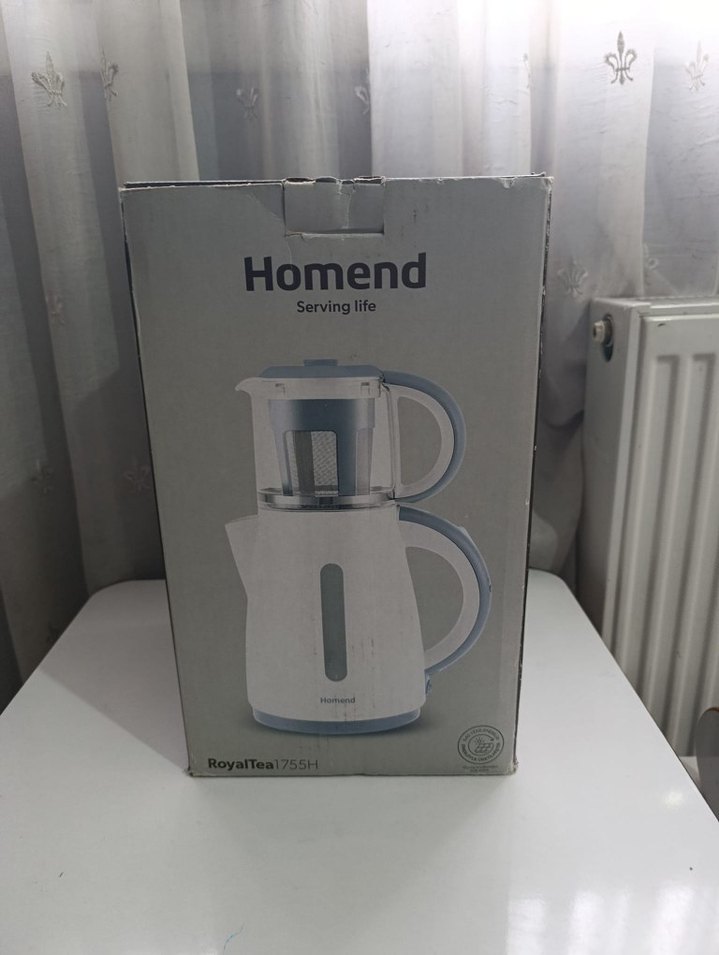 Homend
Serving life
Homend
RoyalTea1755H